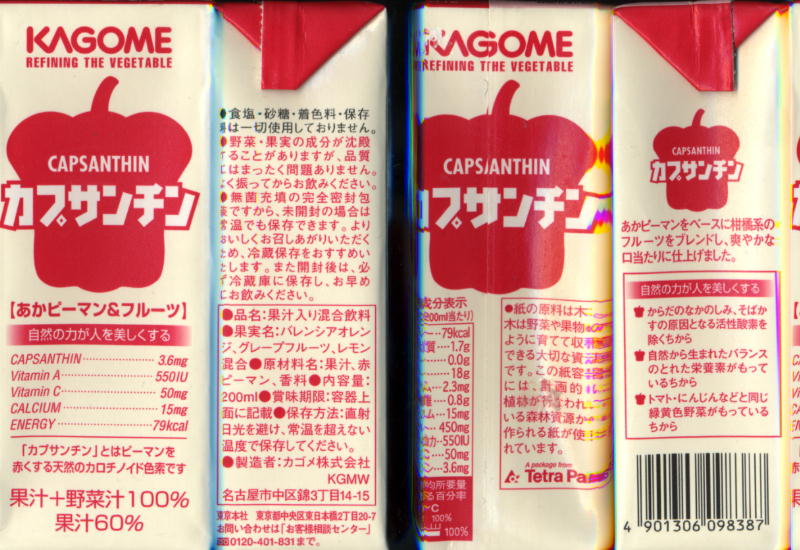 KAGOME
REFINING THE VEGETABLE
CAPSANTHIN
カプサンチン
【あかピーマン&フルーツ】
自然の力が人を美しくする
CAPSANTHIN 3.6mg
Vitamin A 550IU
Vitamin C 50mg
CALCIUM 15mg
ENERGY 79kcal
「カプサンチン」とはピーマンを
赤くする天然のカロチノイド色素です
果汁+野菜汁100%
果汁60%
●食塩・砂糖・着色料・保存
は一切使用しておりません。
●野菜・果実の成分が沈殿
することがありますが、品質
にはまったく問題ありません。
よく振ってからお飲みください。
●無菌充填の完全密封包
装ですから、未開封の場合は
常温でも保存できます。より
おいしくお召しあがりいただく
ため、冷蔵保存をおすすめい
たします。また開封後は、必
ず冷蔵庫に保存し、お早め
にお飲みください。
●品名:果汁入り混合飲料
●果実名:バレンシアオレン
ジ、グレープフルーツ、レモン
混合●原材料名:果汁、赤
ピーマン、香料●内容量:
200ml●賞味期限:容器上
面に記載●保存方法:直射
日光を避け、常温を超えない
温度で保存してください。
●製造者:カゴメ株式会社
KGMW
名古屋市中区錦3丁目14-15
東京本社 東京都中央区東日本橋2丁目20-7
お問い合わせは「お客様相談センター」
0120-401-831まで。
KAGOME
REFINING THE VEGETABLE
CAPSANTHIN
カプサンチン
成分表示
200ml当たり)
79kcal
質 1.7g
0.0g
18g
2.3mg
0.8g
ム 15mg
450mg
550IU
C 50mg
ン 3.6mg
所要量
百分率
〜C
100%
100%
●紙の原料は木
木は野菜や果物
ように育てて収
できる大切な資
です。この紙容
には、計画的
植林が行なわれ
いる森林資源か
作られる紙が使
れています。
A package from
Tetra Pa
CAPSANTHIN
カプサンチン
あかピーマンをベースに柑橘系の
フルーツをブレンドし、爽やかな
口当たりに仕上げました。
自然の力が人を美しくする
からだのなかのしみ、そばか
すの原因となる活性酸素を
除くちから
自然から生まれたバランス
のとれた栄養素がもって
いるちから
トマト・にんじんなどと同じ
緑黄色野菜がもっている
ちから
4 901306 098387